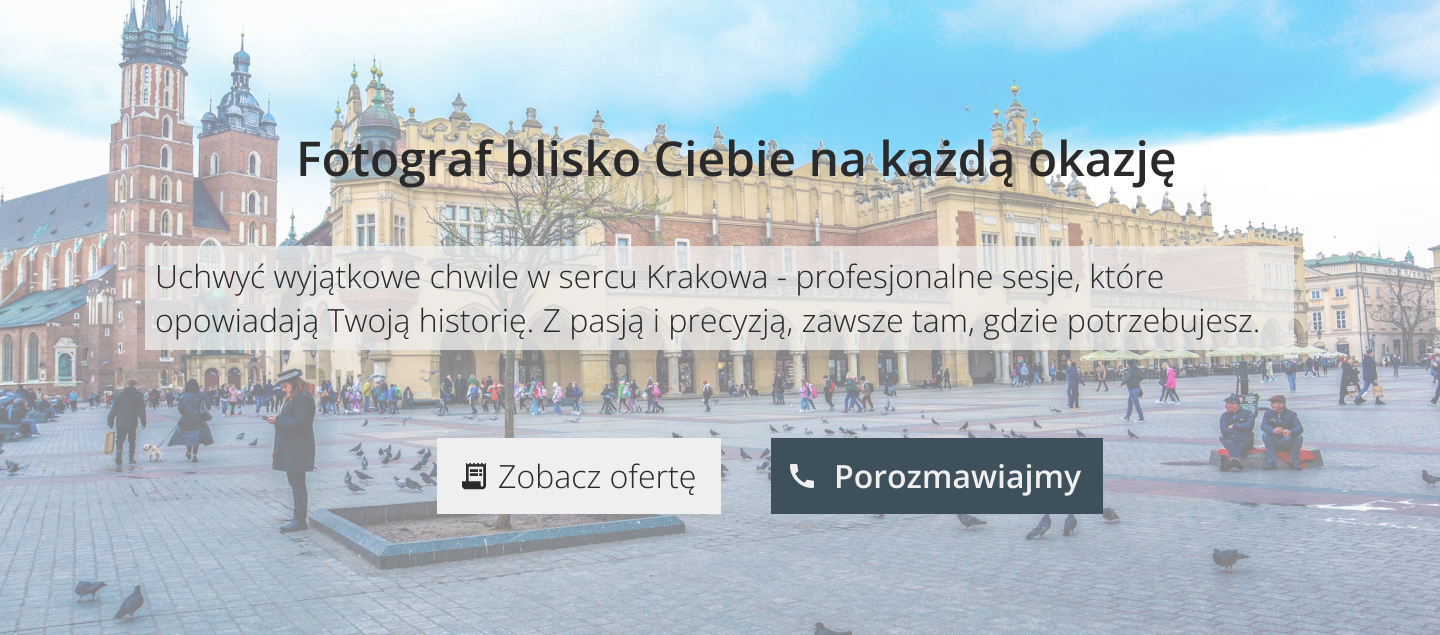 Fotograf blisko Ciebie na każdą okazję
Uchwyć wyjątkowe chwile w sercu Krakowa - profesjonalne sesje, które
opowiadają Twoją historię. Z pasją i precyzją, zawsze tam, gdzie potrzebujesz.
Zobacz ofertę
Porozmawiajmy